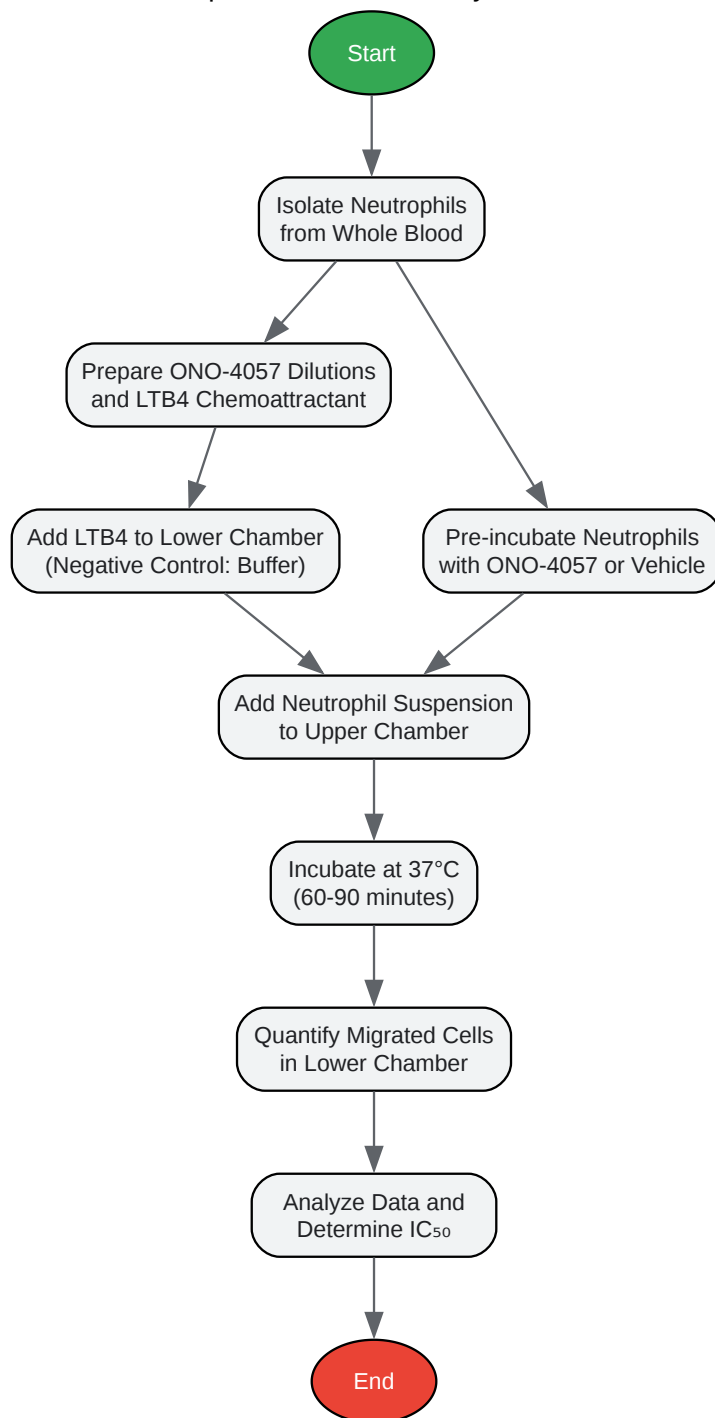 Start
Isolate Neutrophils
from Whole Blood
Prepare ONO-4057 Dilutions
and LTB4 Chemoattractant
Add LTB4 to Lower Chamber
(Negative Control: Buffer)
Pre-incubate Neutrophils
with ONO-4057 or Vehicle
Add Neutrophil Suspension
to Upper Chamber
Incubate at 37°C
(60-90 minutes)
Quantify Migrated Cells
in Lower Chamber
Analyze Data and
Determine IC₅₀
End